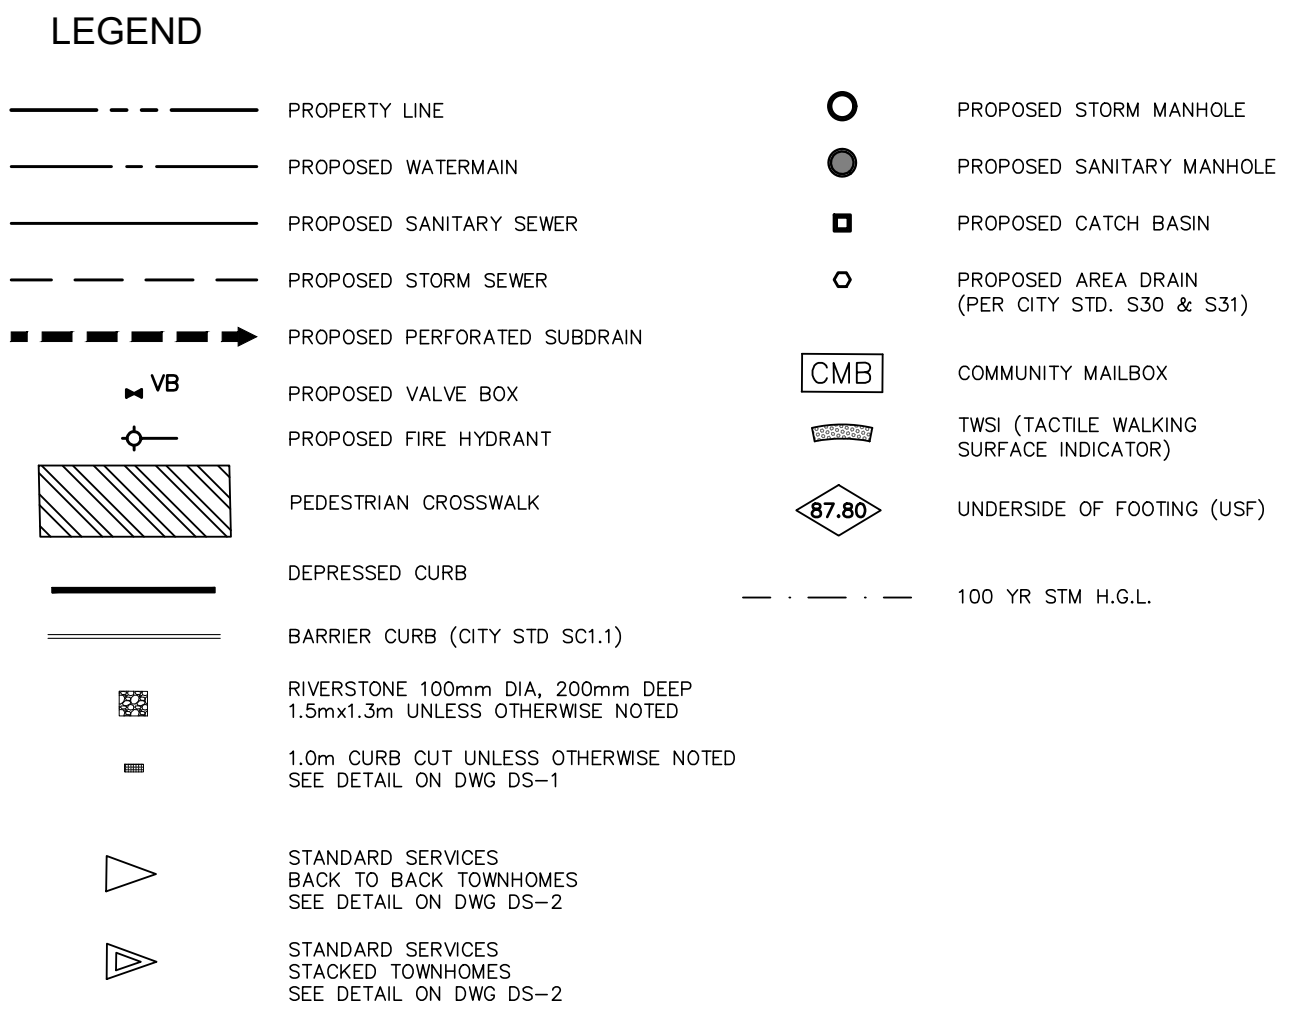 LEGEND
PROPERTY LINE
PROPOSED WATERMAIN
PROPOSED SANITARY SEWER
PROPOSED STORM SEWER
PROPOSED PERFORATED SUBDRAIN
VB
PROPOSED VALVE BOX
PROPOSED FIRE HYDRANT
PEDESTRIAN CROSSWALK
DEPRESSED CURB
BARRIER CURB (CITY STD SC1.1)
RIVERSTONE 100mm DIA, 200mm DEEP
1.5mx1.3m UNLESS OTHERWISE NOTED
1.0m CURB CUT UNLESS OTHERWISE NOTED
SEE DETAIL ON DWG DS-1
STANDARD SERVICES
BACK TO BACK TOWNHOMES
SEE DETAIL ON DWG DS-2
STANDARD SERVICES
STACKED TOWNHOMES
SEE DETAIL ON DWG DS-2
PROPOSED STORM MANHOLE
PROPOSED SANITARY MANHOLE
PROPOSED CATCH BASIN
PROPOSED AREA DRAIN
(PER CITY STD. S30 & S31)
CMB
COMMUNITY MAILBOX
TWSI (TACTILE WALKING
SURFACE INDICATOR)
87.80
UNDERSIDE OF FOOTING (USF)
100 YR STM H.G.L.